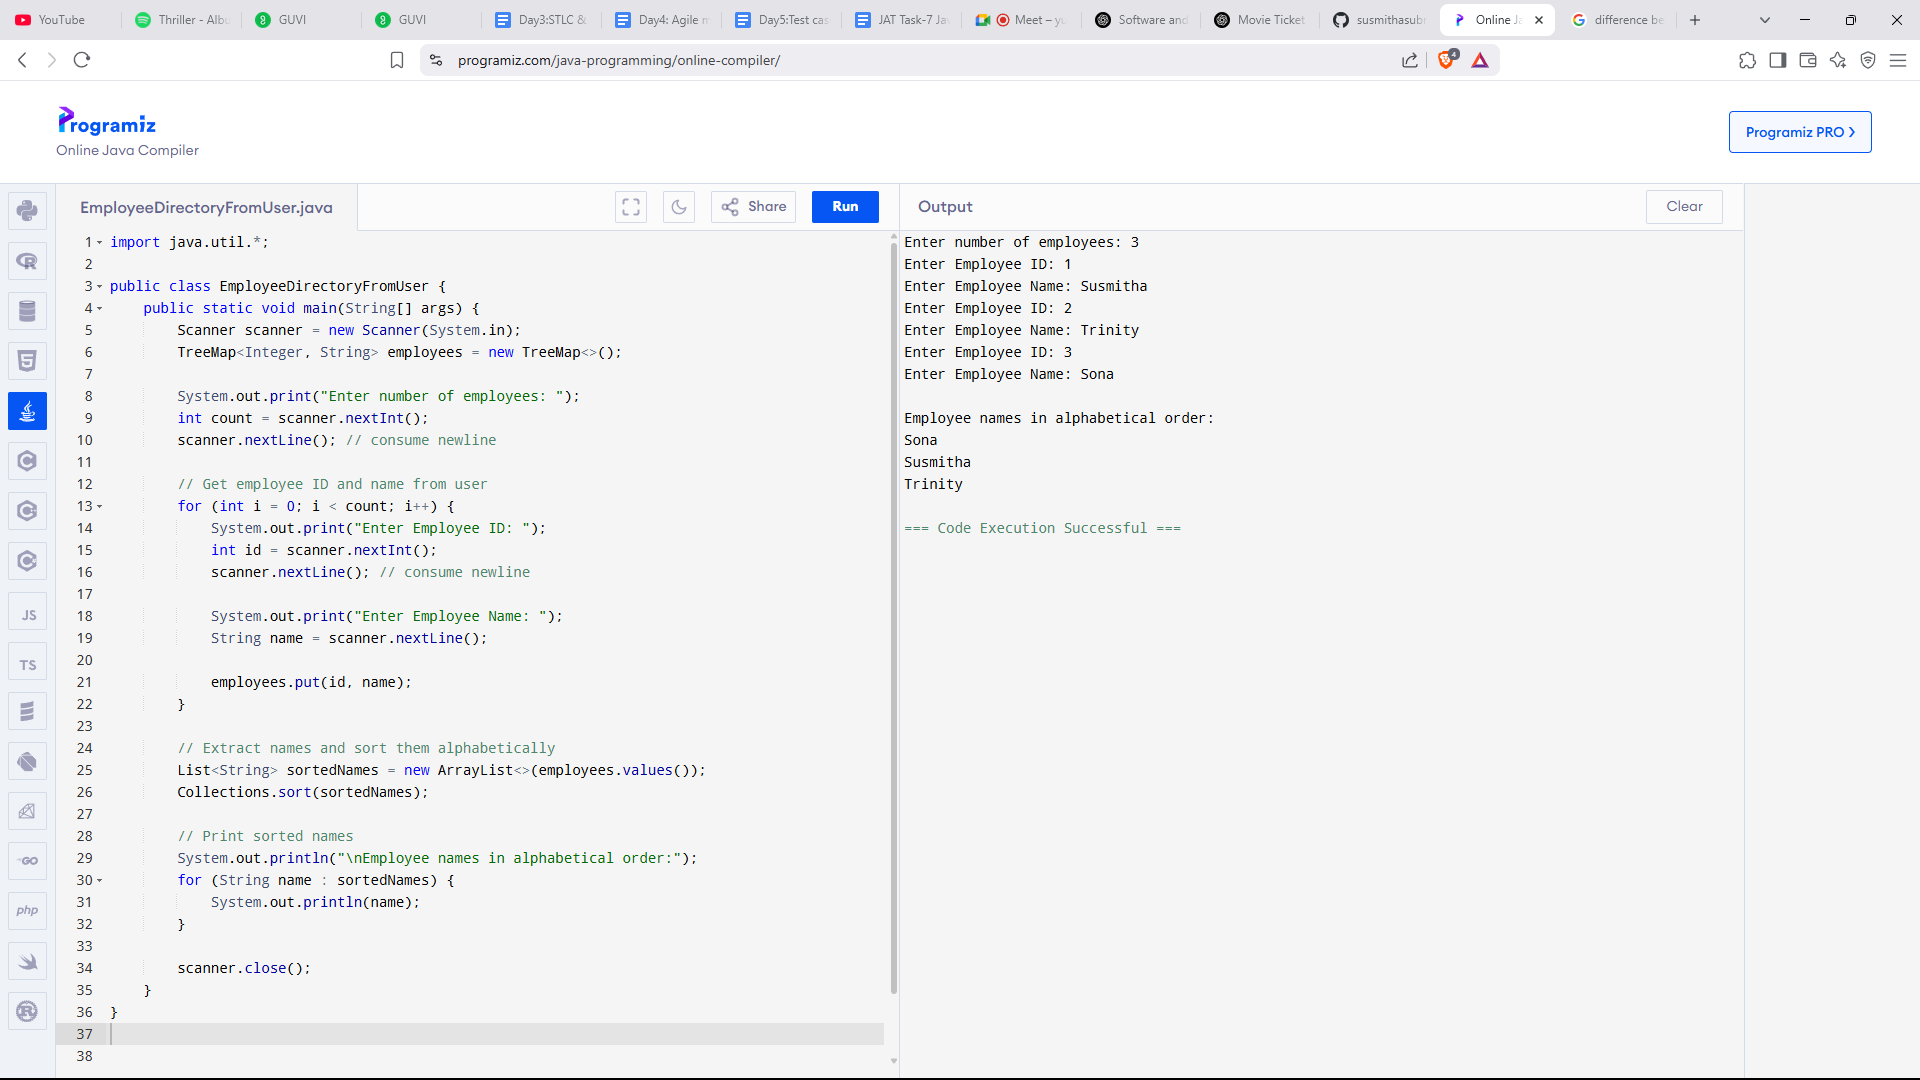 YouTube
Thriller - Albu
GUVI
GUVI
Day3:STLC &
Day4: Agile m
Day5:Test cas
JAT Task-7 Jav
Meet – yu
Software and
Movie Ticket
susmithasubr
Online Ja
difference be
programiz.com/java-programming/online-compiler/
4
Programiz
Online Java Compiler
Programiz PRO
EmployeeDirectoryFromUser.java
Share
Run
Output
Clear
JS
TS
GO
php
1 import java.util.*;
2
3 public class EmployeeDirectoryFromUser {
4 public static void main(String[] args) {
5 Scanner scanner = new Scanner(System.in);
6 TreeMap<Integer, String> employees = new TreeMap<>();
7
8 System.out.print("Enter number of employees: ");
9 int count = scanner.nextInt();
10 scanner.nextLine(); // consume newline
11
12 // Get employee ID and name from user
13 for (int i = 0; i < count; i++) {
14 System.out.print("Enter Employee ID: ");
15 int id = scanner.nextInt();
16 scanner.nextLine(); // consume newline
17
18 System.out.print("Enter Employee Name: ");
19 String name = scanner.nextLine();
20
21 employees.put(id, name);
22 }
23
24 // Extract names and sort them alphabetically
25 List<String> sortedNames = new ArrayList<>(employees.values());
26 Collections.sort(sortedNames);
27
28 // Print sorted names
29 System.out.println("\nEmployee names in alphabetical order:");
30 for (String name : sortedNames) {
31 System.out.println(name);
32 }
33
34 scanner.close();
35 }
36 }
37
38
Enter number of employees: 3
Enter Employee ID: 1
Enter Employee Name: Susmitha
Enter Employee ID: 2
Enter Employee Name: Trinity
Enter Employee ID: 3
Enter Employee Name: Sona
Employee names in alphabetical order:
Sona
Susmitha
Trinity
=== Code Execution Successful ===